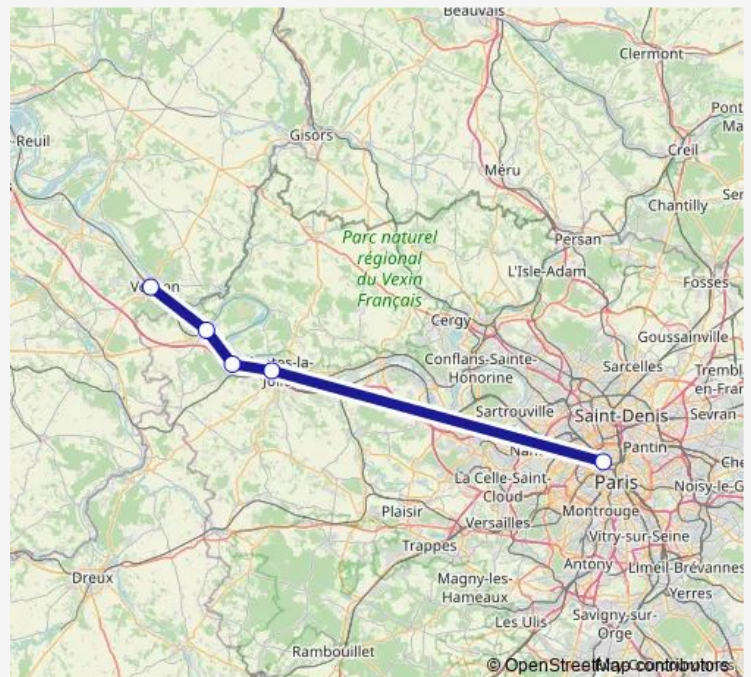 Beauvais
Clermont
Reuil
Gisors
Creil
Méru
Chantilly
Parc naturel
régional
du Vexin
Français
Persan
L'Isle-Adam
Fosses
Cergy
Goussainville
Conflans-Sainte-
Honorine
Sarcelles
Sartrouville
Saint-Denis
Sevran
Pantin
La Celle-Saint-
Cloud
Paris
Noisy-le-G
Plaisir
Montrouge
Versailles
Vitry-sur-Seine
Trappes
Antony
Limeil-Brévannes
Dreux
Magny-les-
Hameaux
Yerres
Les Ulis
Savigny-sur-
Orge
Rambouillet
© OpenStreetMap contributors